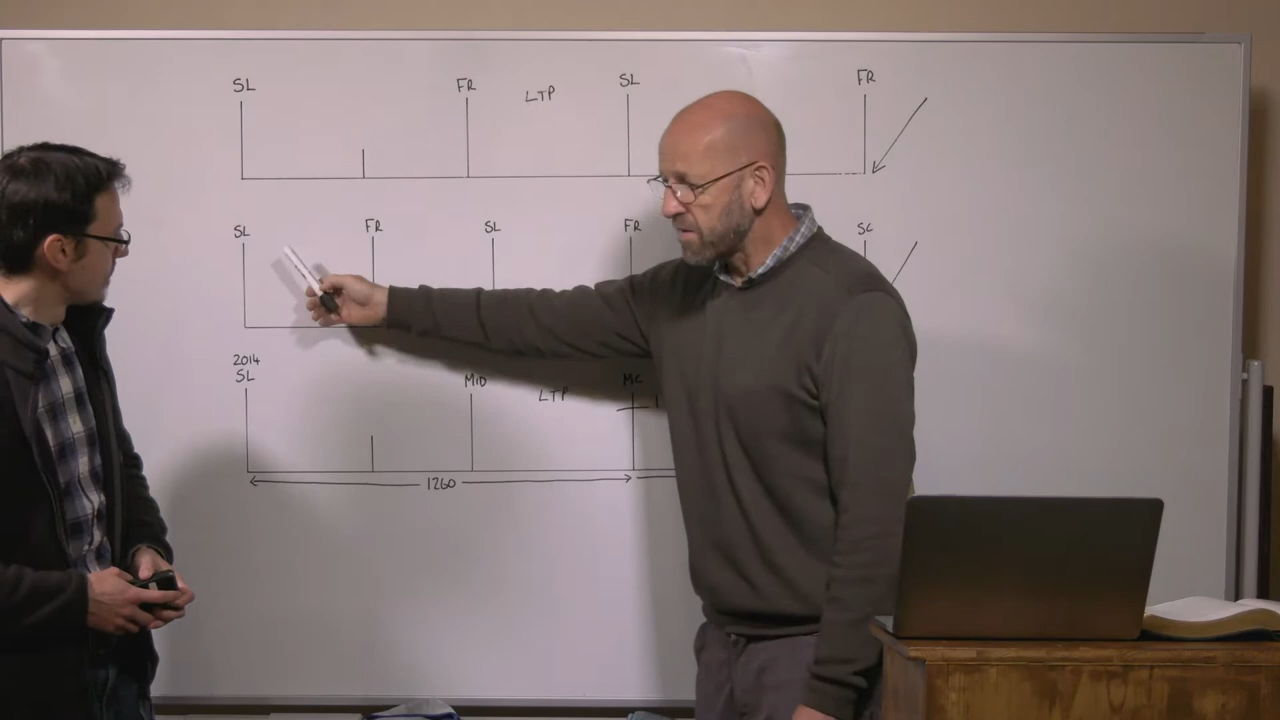 SL FR LTP SL FR
SL FR SL FR SC
2014
SL MID LTP MC
1260